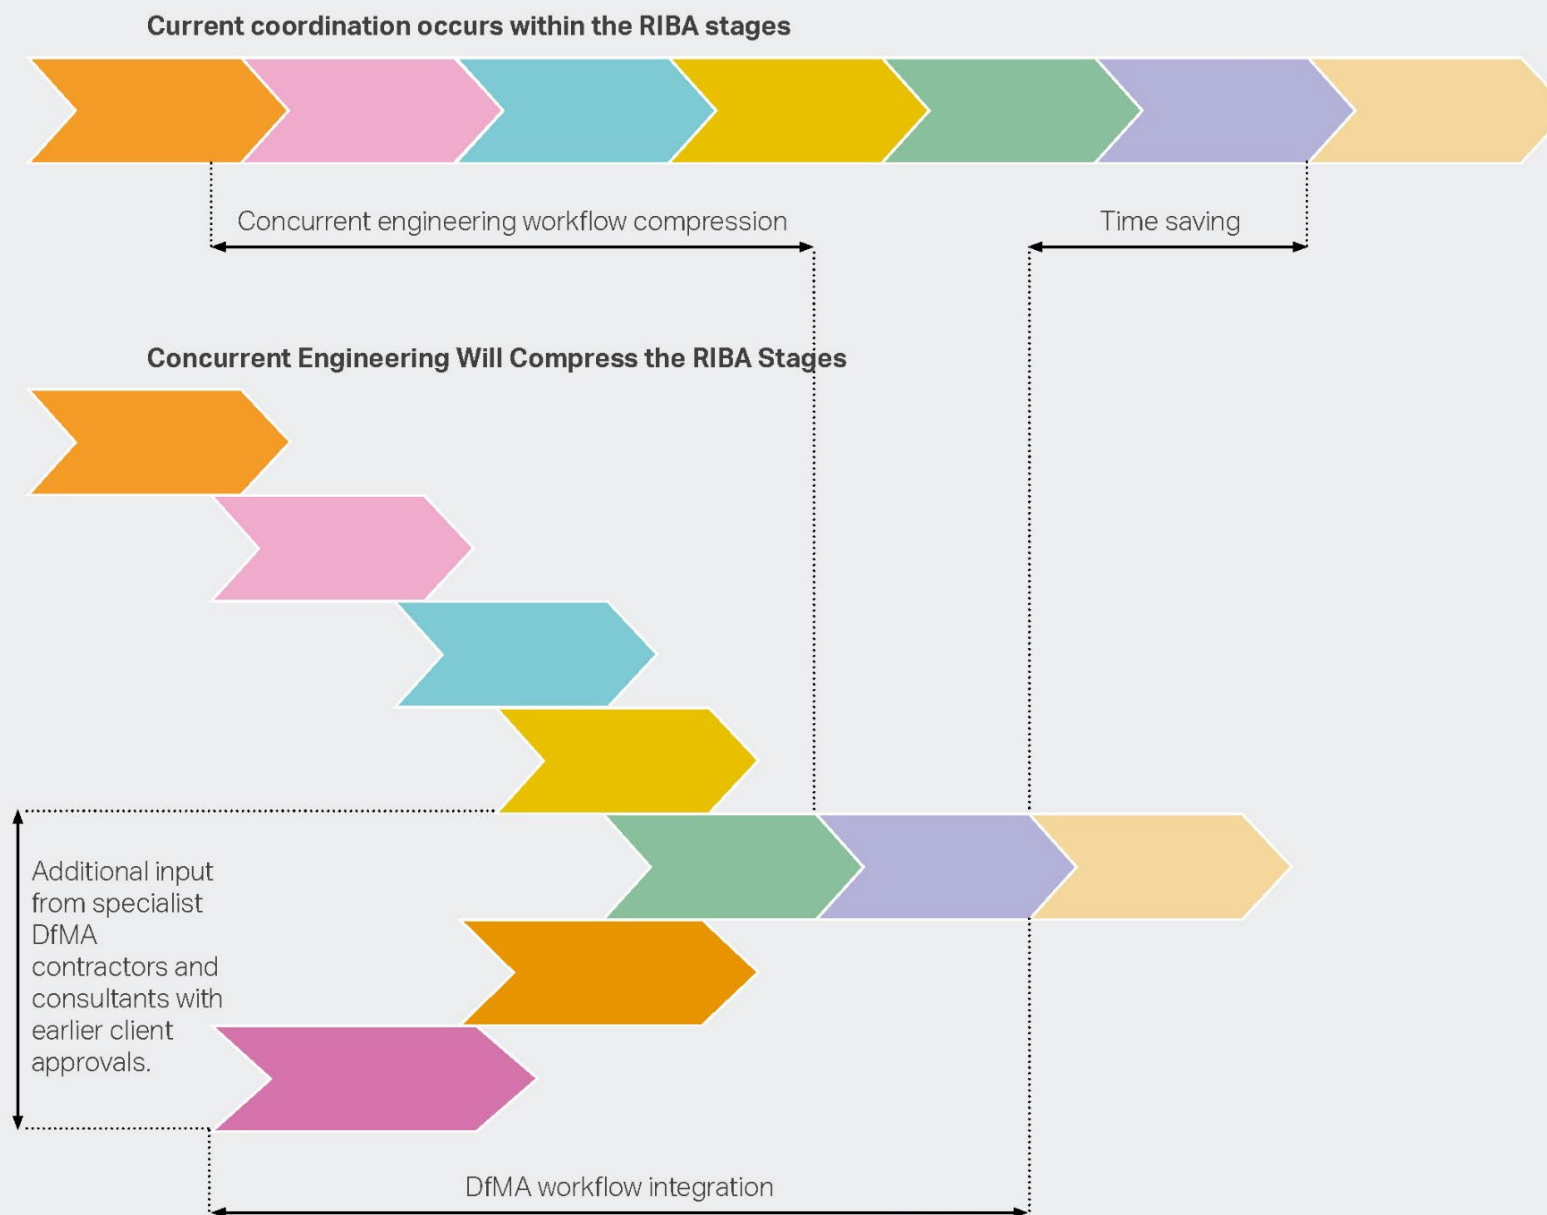 Current coordination occurs within the RIBA stages
Concurrent engineering workflow compression
Time saving
Concurrent Engineering Will Compress the RIBA Stages
Additional input
from specialist
DfMA
contractors and
consultants with
earlier client
approvals.
DfMA workflow integration